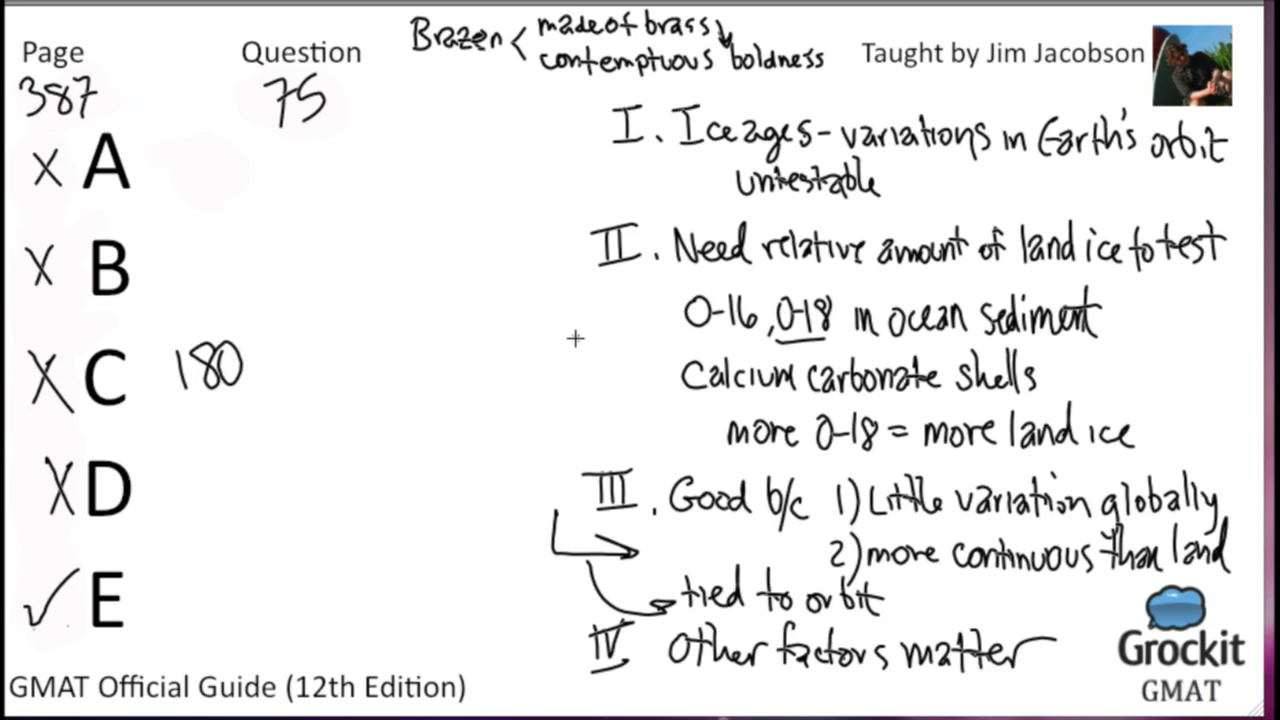 Page
Question
Brazen < made of brass
contemptuous boldness
Taught by Jim Jacobson
387
75
X A
X B
X C 180
X D
✓ E
I. Ice ages - variations in Earth's orbit
untestable
II. Need relative amount of land ice to test
O-16, O-18 in ocean sediment
Calcium carbonate shells
more O-18 = more land ice
III. Good b/c 1) Little variation globally
2) more continuous than land
tied to orbit
IV Other factors matter
Grockit
GMAT
GMAT Official Guide (12th Edition)